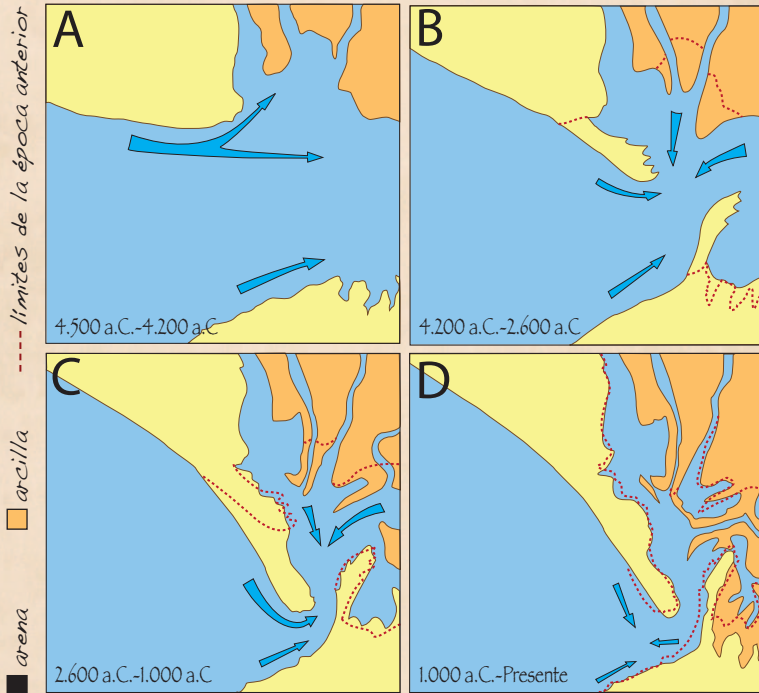 A
4.500 a.C.-4.200 a.C
B
4.200 a.C.-2.600 a.C
C
2.600 a.C.-1.000 a.C
D
1.000 a.C.-Presente
límites de la época anterior
arcilla
arena